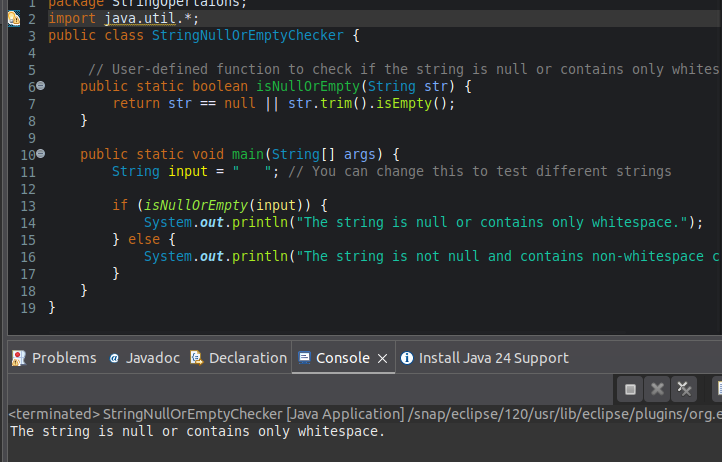 1 package StringOpertaions;
2 import java.util.*;
3 public class StringNullOrEmptyChecker {
4
5 // User-defined function to check if the string is null or contains only whites
6 public static boolean isNullOrEmpty(String str) {
7 return str == null || str.trim().isEmpty();
8 }
9
10 public static void main(String[] args) {
11 String input = "   "; // You can change this to test different strings
12
13 if (isNullOrEmpty(input)) {
14 System.out.println("The string is null or contains only whitespace.");
15 } else {
16 System.out.println("The string is not null and contains non-whitespace c
17 }
18 }
19 }
Problems @ Javadoc Declaration Console × Install Java 24 Support
<terminated> StringNullOrEmptyChecker [Java Application] /snap/eclipse/120/usr/lib/eclipse/plugins/org.e
The string is null or contains only whitespace.